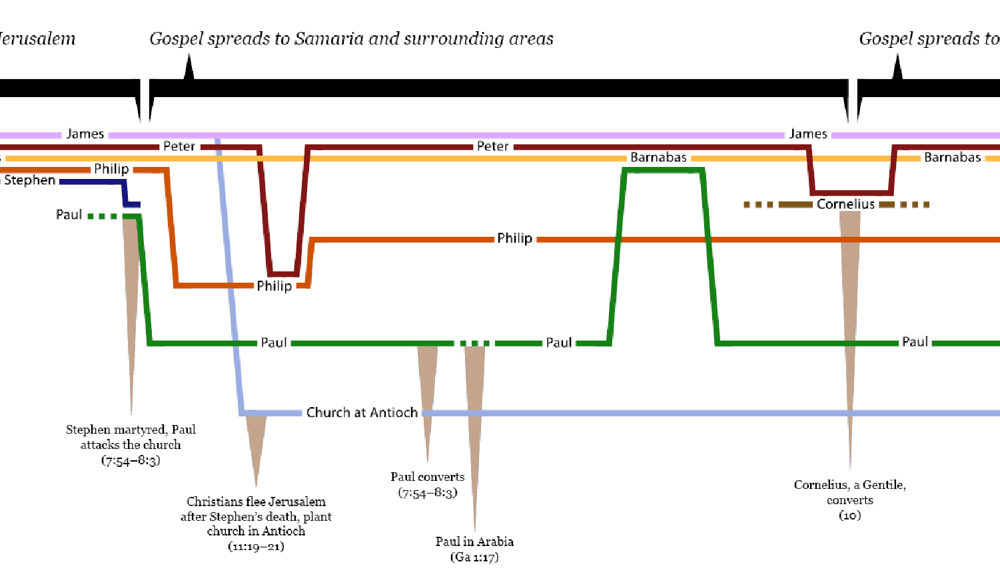 Jerusalem
Gospel spreads to Samaria and surrounding areas
Gospel spreads to
James
James
Peter
Peter
s
Barnabas
Barnabas
Philip
Stephen
Paul
Cornelius
Philip
Philip
Paul
Paul
Paul
Church at Antioch
Stephen martyred, Paul
attacks the church
(7:54–8:3)
Christians flee Jerusalem
after Stephen's death, plant
church in Antioch
(11:19–21)
Paul converts
(7:54–8:3)
Paul in Arabia
(Ga 1:17)
Cornelius, a Gentile,
converts
(10)